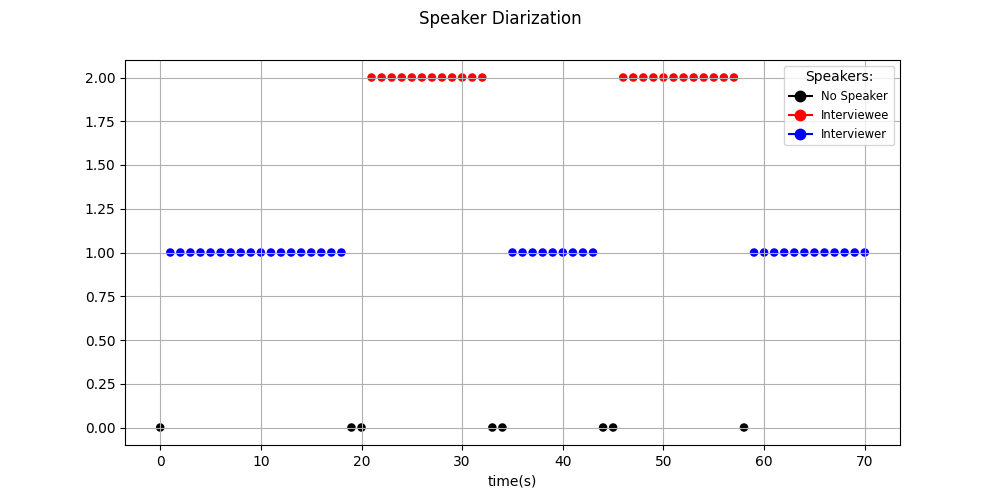 Speaker Diarization
2.00
1.75
1.50
1.25
1.00
0.75
0.50
0.25
0.00
Speakers:
No Speaker
Interviewee
Interviewer
0 10 20 30 40 50 60 70
time(s)